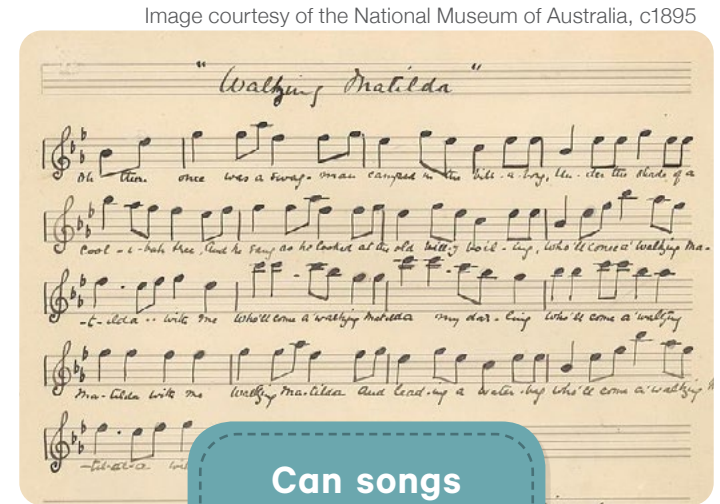 Image courtesy of the National Museum of Australia, c1895
"Waltzing Matilda"
Oh there once was a swag-man camped in the bill-a-bong, Un-der the shade of a
cool-i-bah tree, And he sang as he looked at the old billy boil-ing, who'll come a' waltzing Ma-
-t-ilda -- with me Who'll come a waltzing Matilda my dar-ling who'll come a' waltzing
Ma-tilda with me Waltzing Matilda and lead-ing a water-bag who'll come a' waltzing
-til-da
Can songs